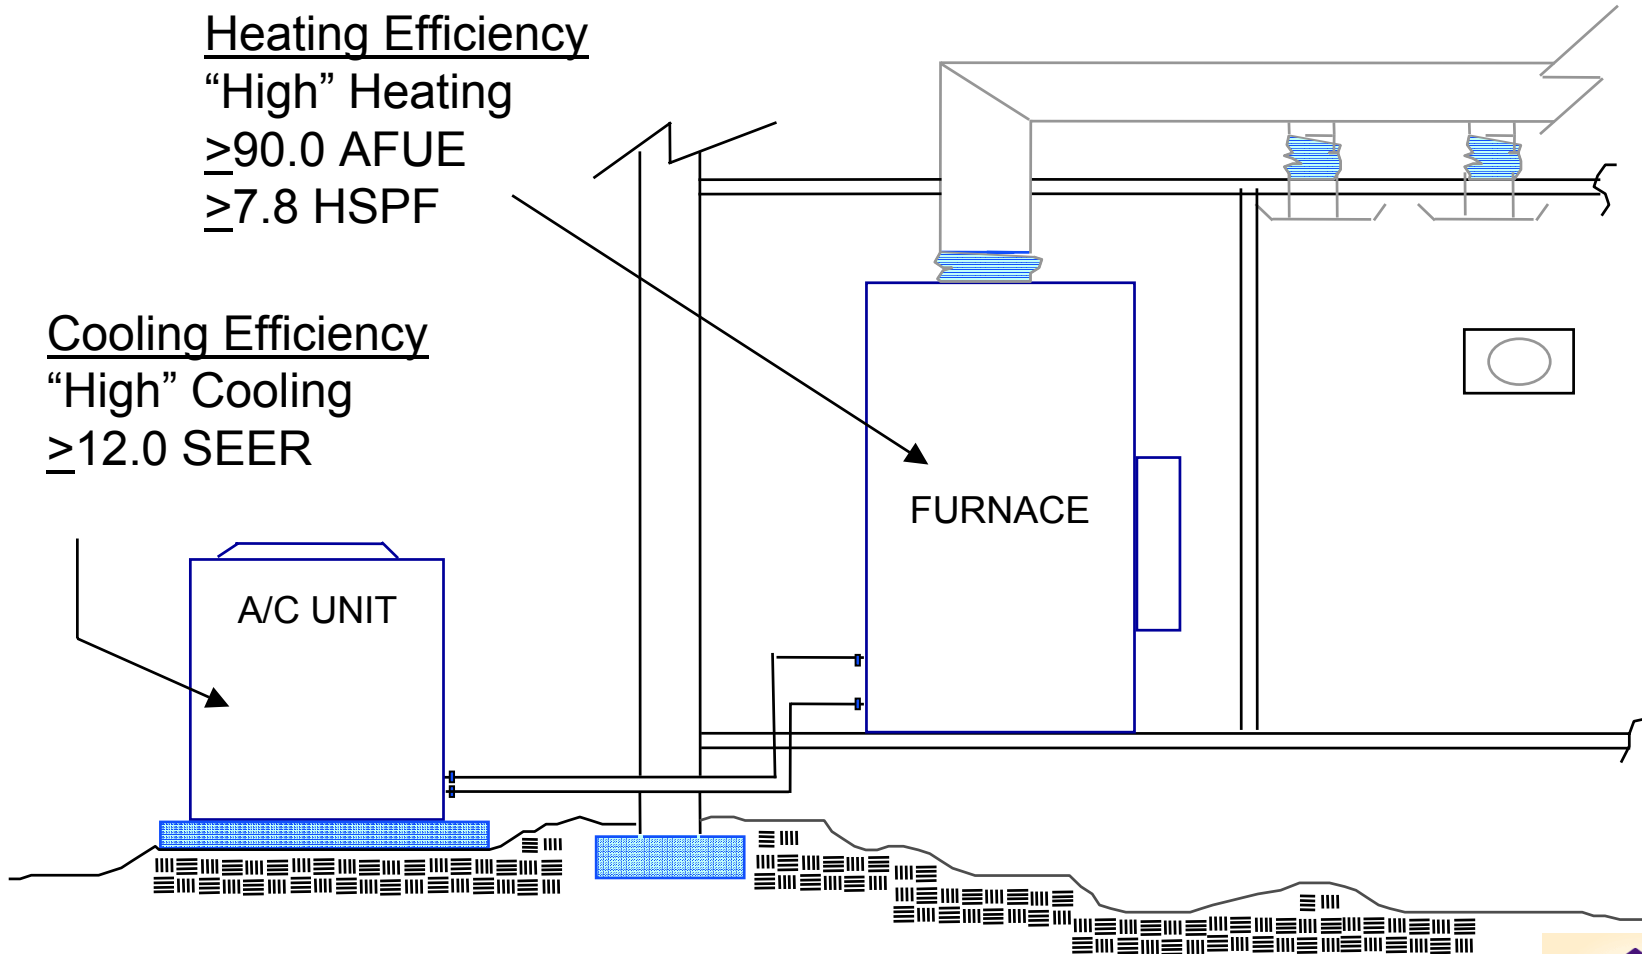 Heating Efficiency
“High” Heating
≥90.0 AFUE
≥7.8 HSPF
Cooling Efficiency
“High” Cooling
≥12.0 SEER
FURNACE
A/C UNIT